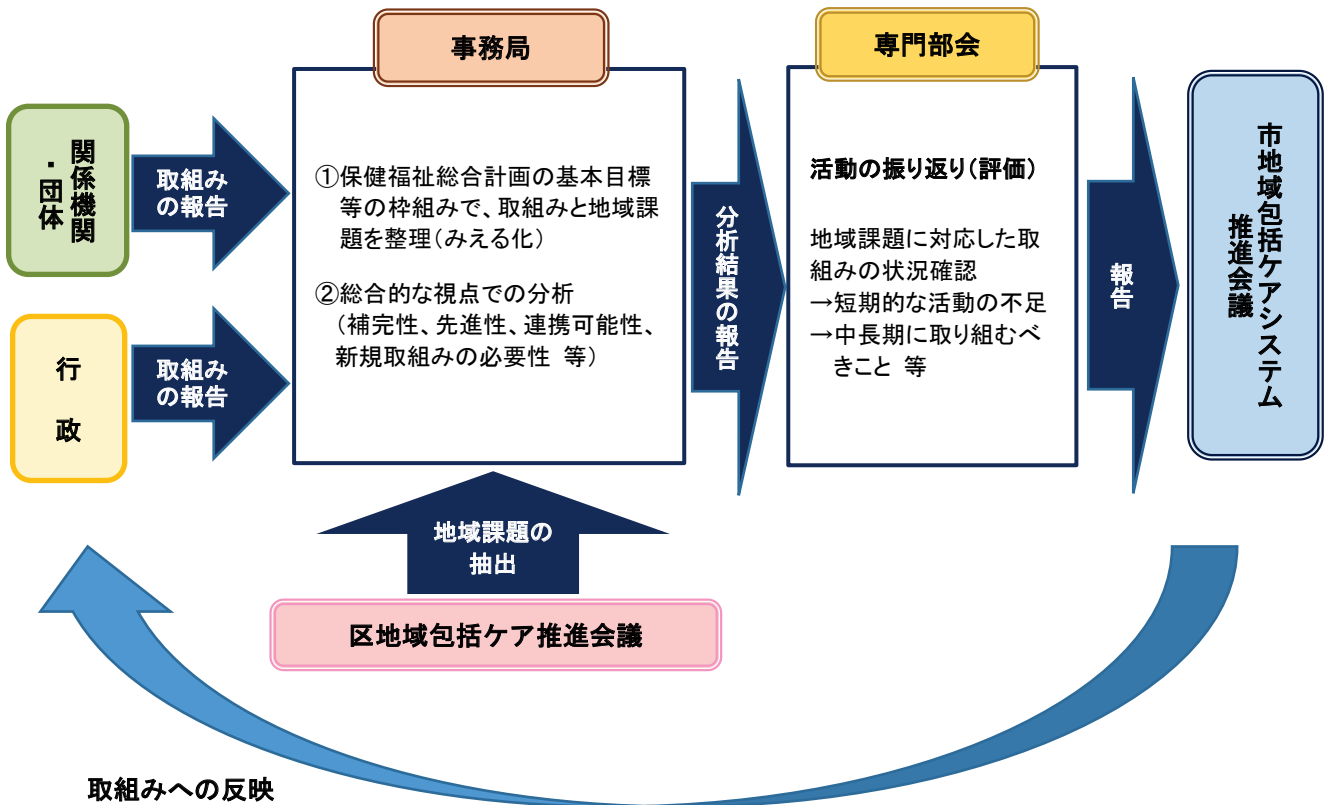 事務局
専門部会
関係機関
・団体
取組み
の報告
行
政
取組み
の報告
①保健福祉総合計画の基本目標
等の枠組みで、取組みと地域課
題を整理(みえる化)
②総合的な視点での分析
(補完性、先進性、連携可能性、
新規取組みの必要性 等)
地域課題の
抽出
区地域包括ケア推進会議
分析結果の報告
活動の振り返り(評価)
地域課題に対応した取
組みの状況確認
→短期的な活動の不足
→中長期に取り組むべ
きこと 等
報告
市地域包括ケアシステム
推進会議
取組みへの反映